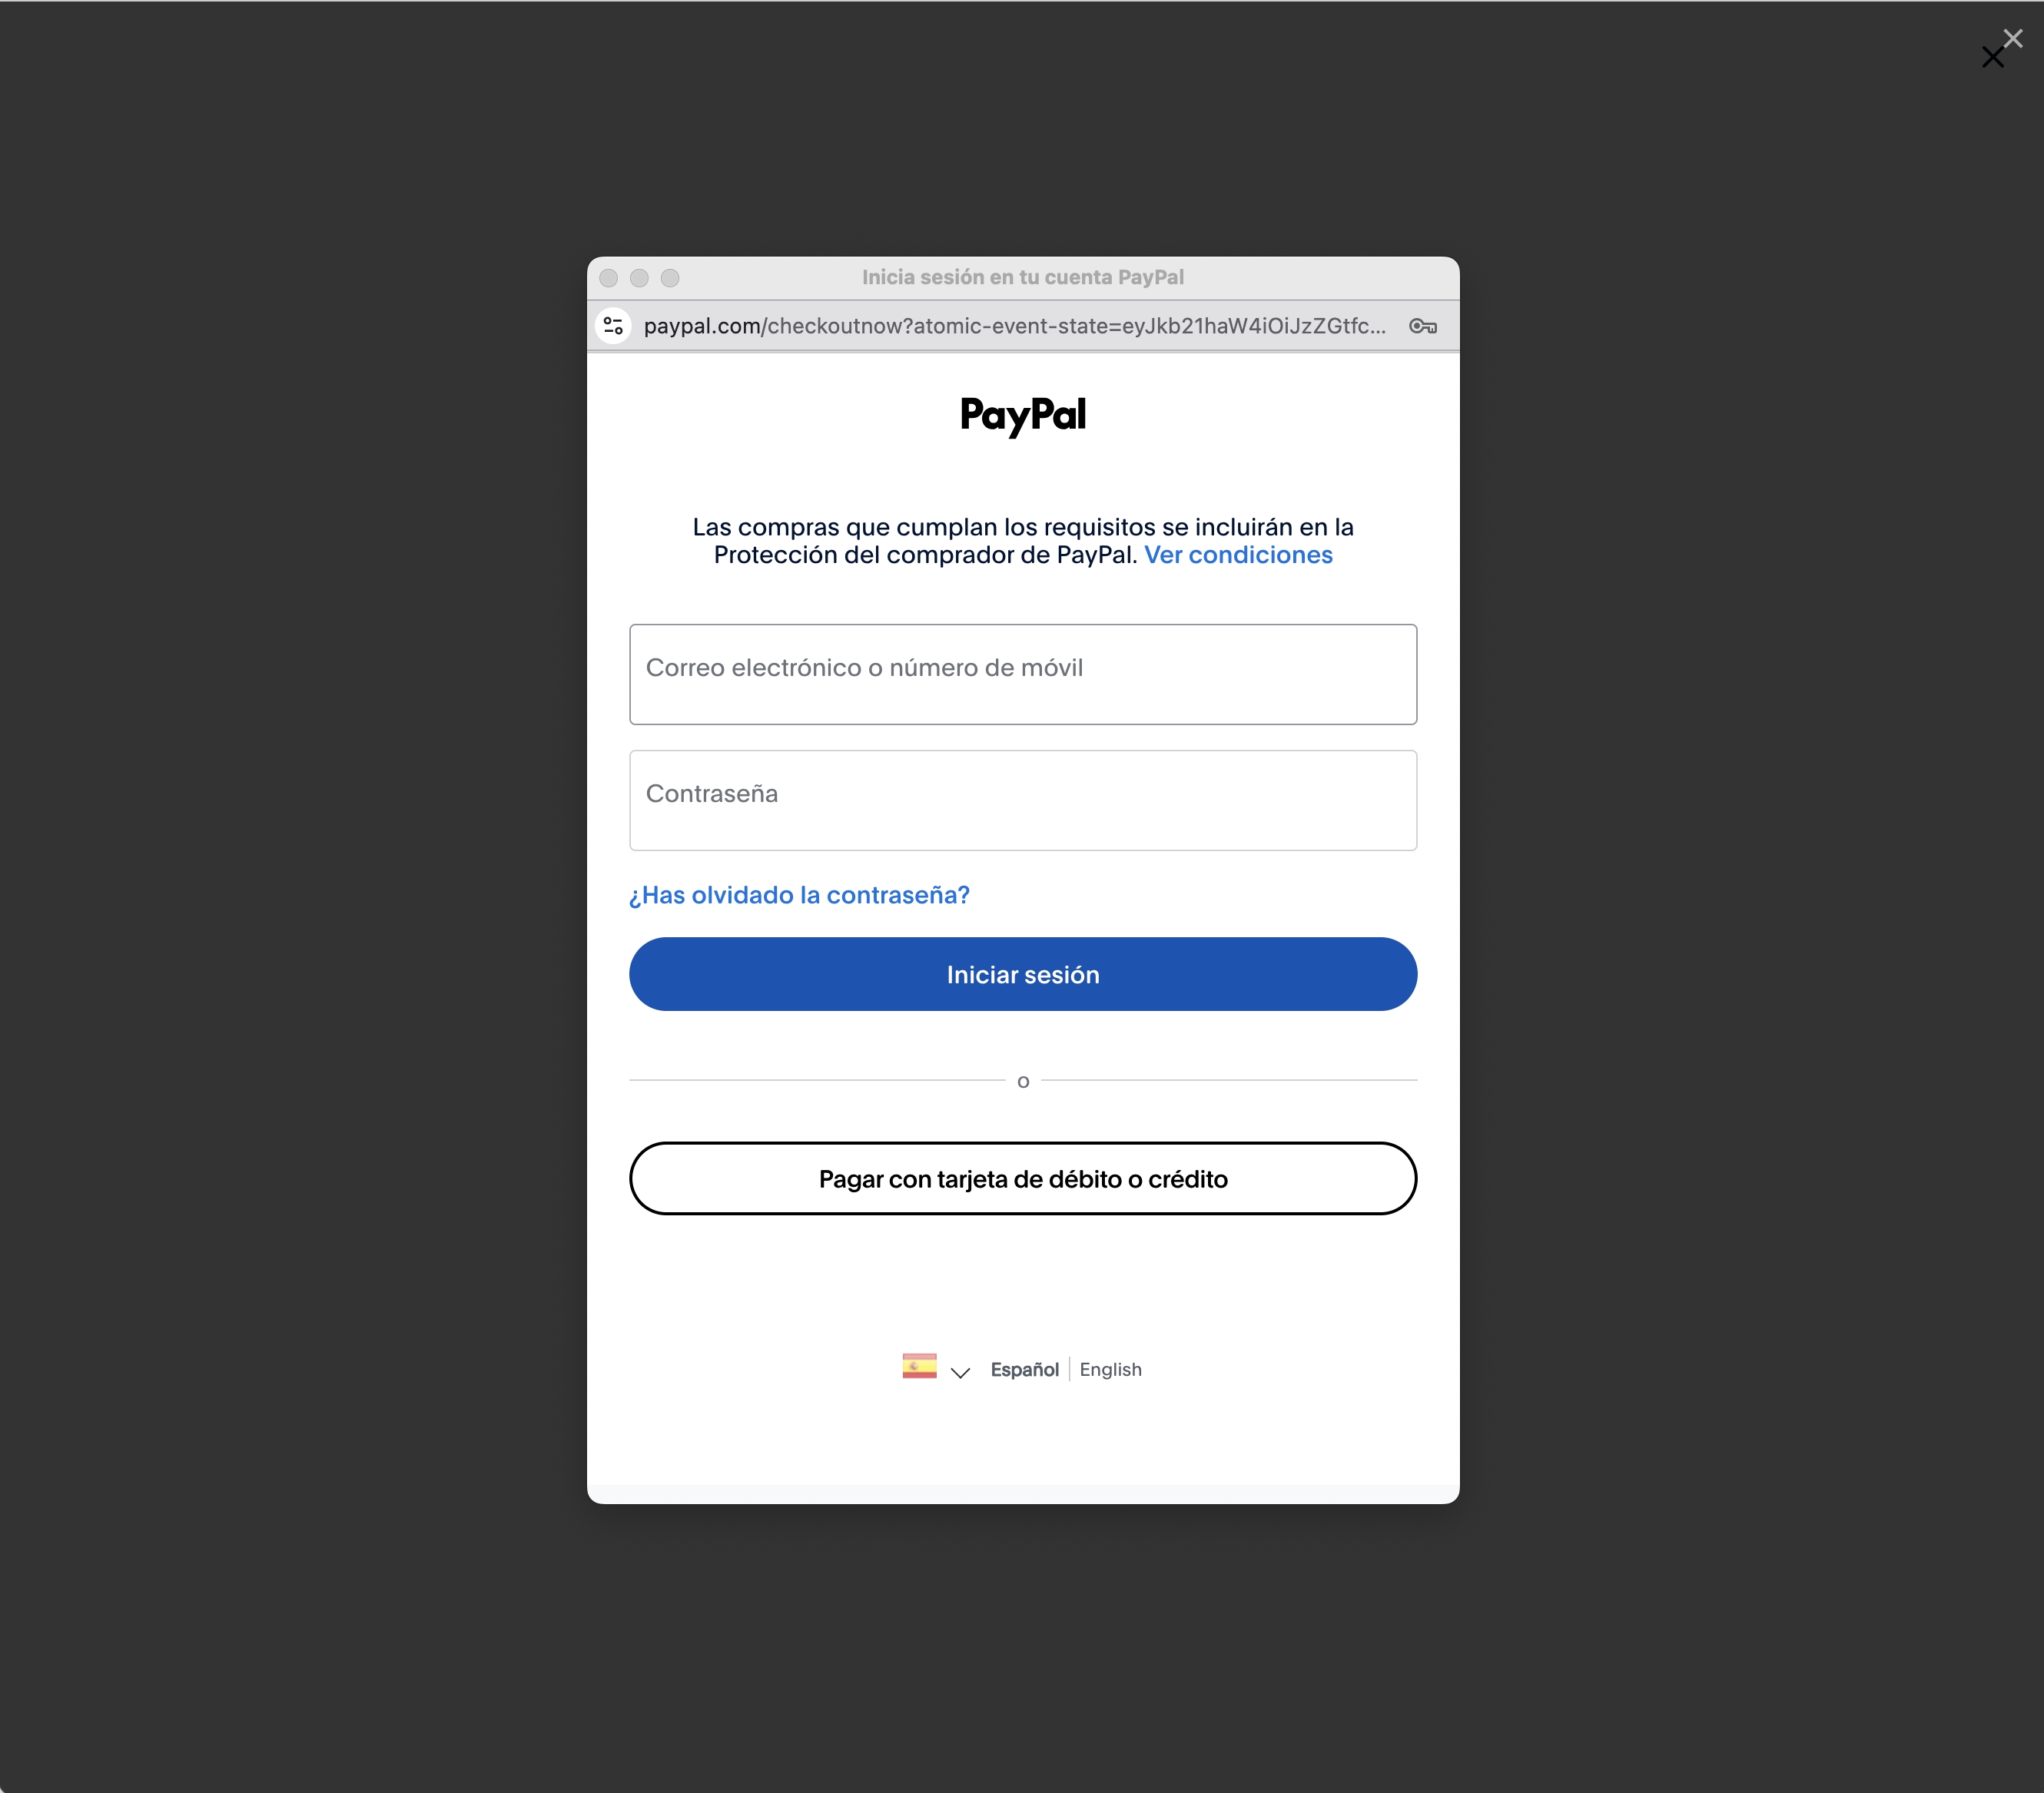 Inicia sesión en tu cuenta PayPal
paypal.com/checkoutnow?atomic-event-state=eyJkb21haW4iOiJzZGtfc...
PayPal
Las compras que cumplan los requisitos se incluirán en la
Protección del comprador de PayPal. Ver condiciones
Correo electrónico o número de móvil
Contraseña
¿Has olvidado la contraseña?
Iniciar sesión
o
Pagar con tarjeta de débito o crédito
Español English